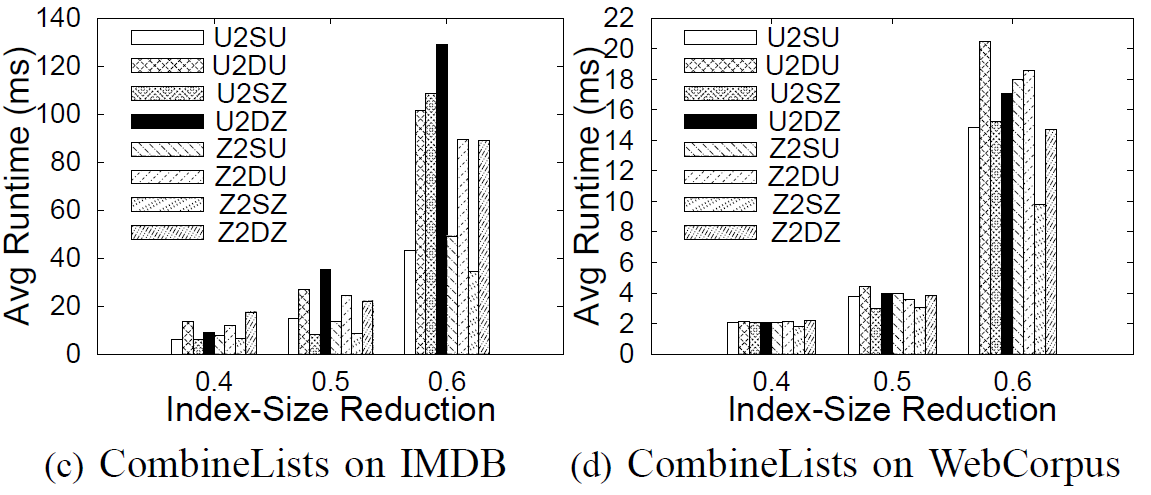 Avg Runtime (ms)
140
120
100
80
60
40
20
0
U2SU
U2DU
U2SZ
U2DZ
Z2SU
Z2DU
Z2SZ
Z2DZ
0.4 0.5 0.6
Index-Size Reduction
(c) CombineLists on IMDB
Avg Runtime (ms)
22
20
18
16
14
12
10
8
6
4
2
0
U2SU
U2DU
U2SZ
U2DZ
Z2SU
Z2DU
Z2SZ
Z2DZ
0.4 0.5 0.6
Index-Size Reduction
(d) CombineLists on WebCorpus